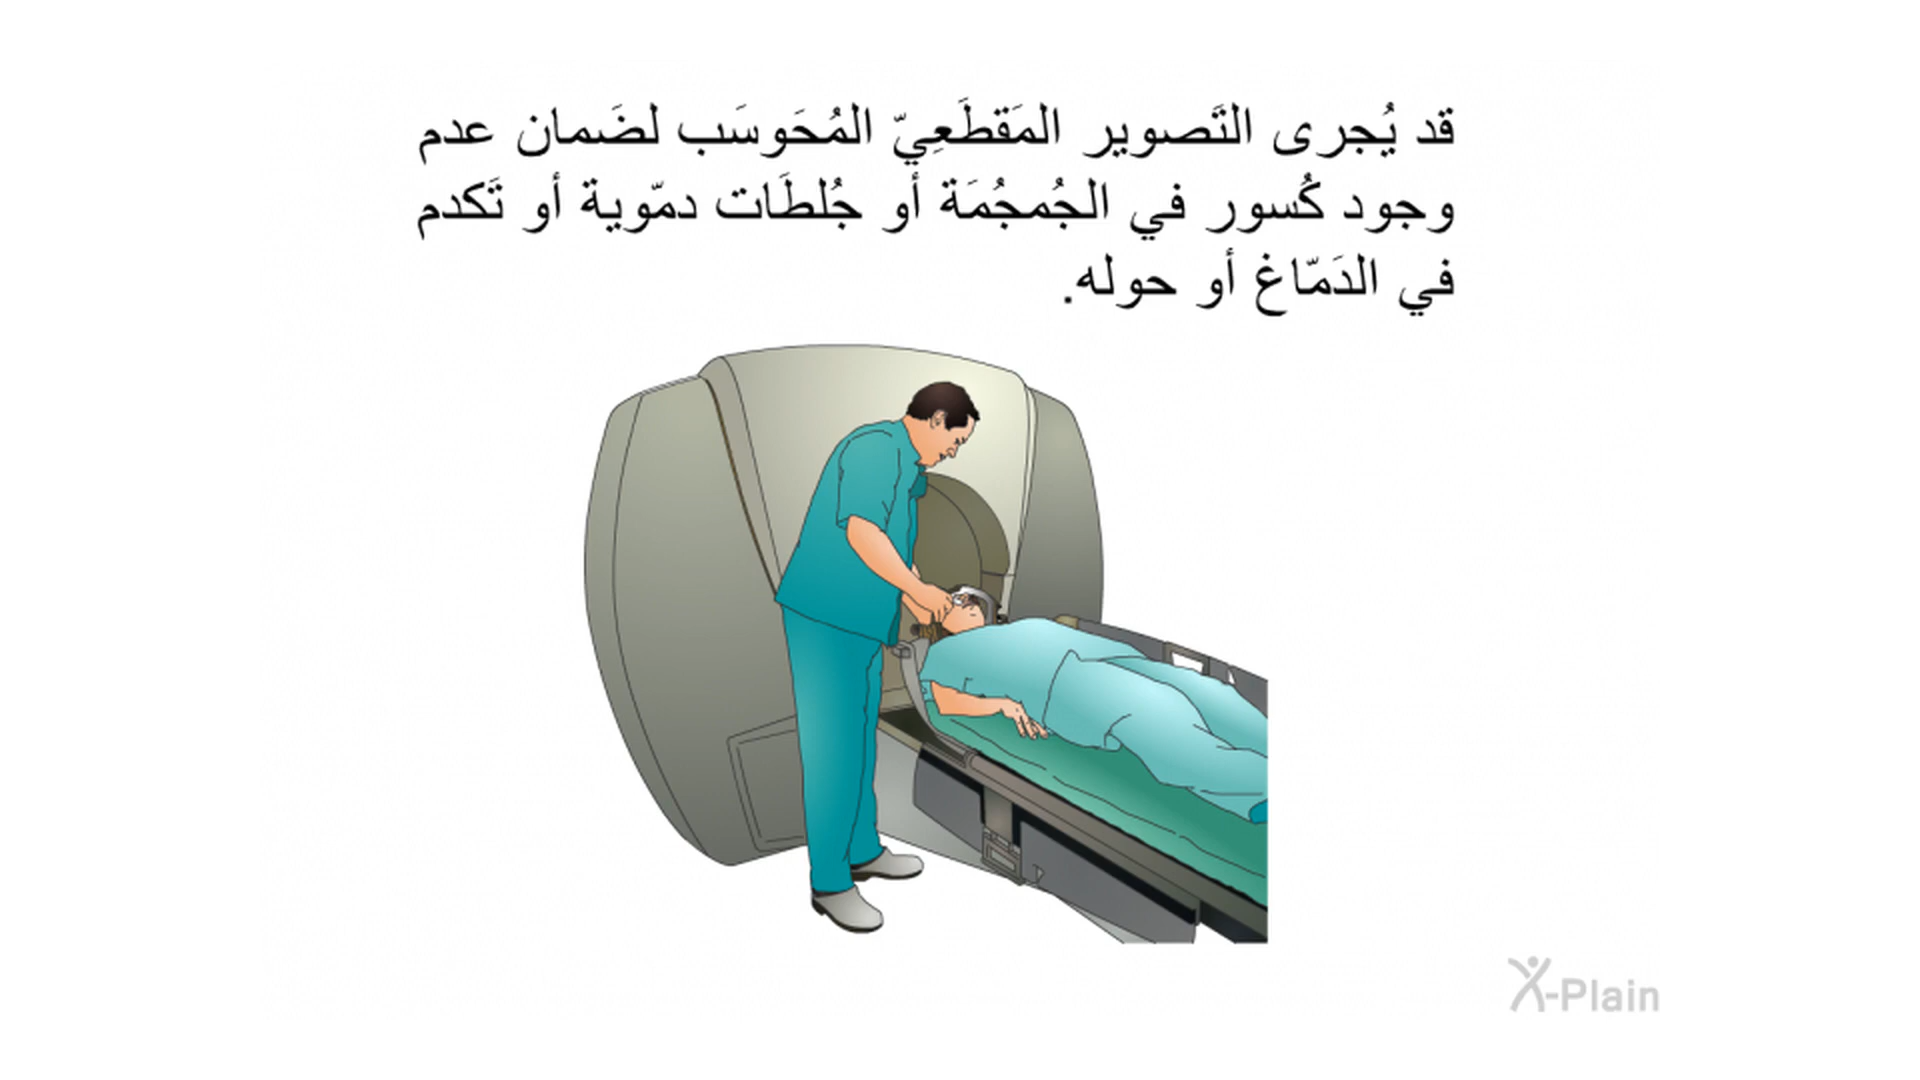 قد يُجرى التَّصوير المَقطَعِيّ المُحَوسَب لضَمان عدم
وجود كُسور في الجُمجُمَة أو جُلطَات دمّوية أو تَكدم
في الدَمّاغ أو حوله.
X-Plain